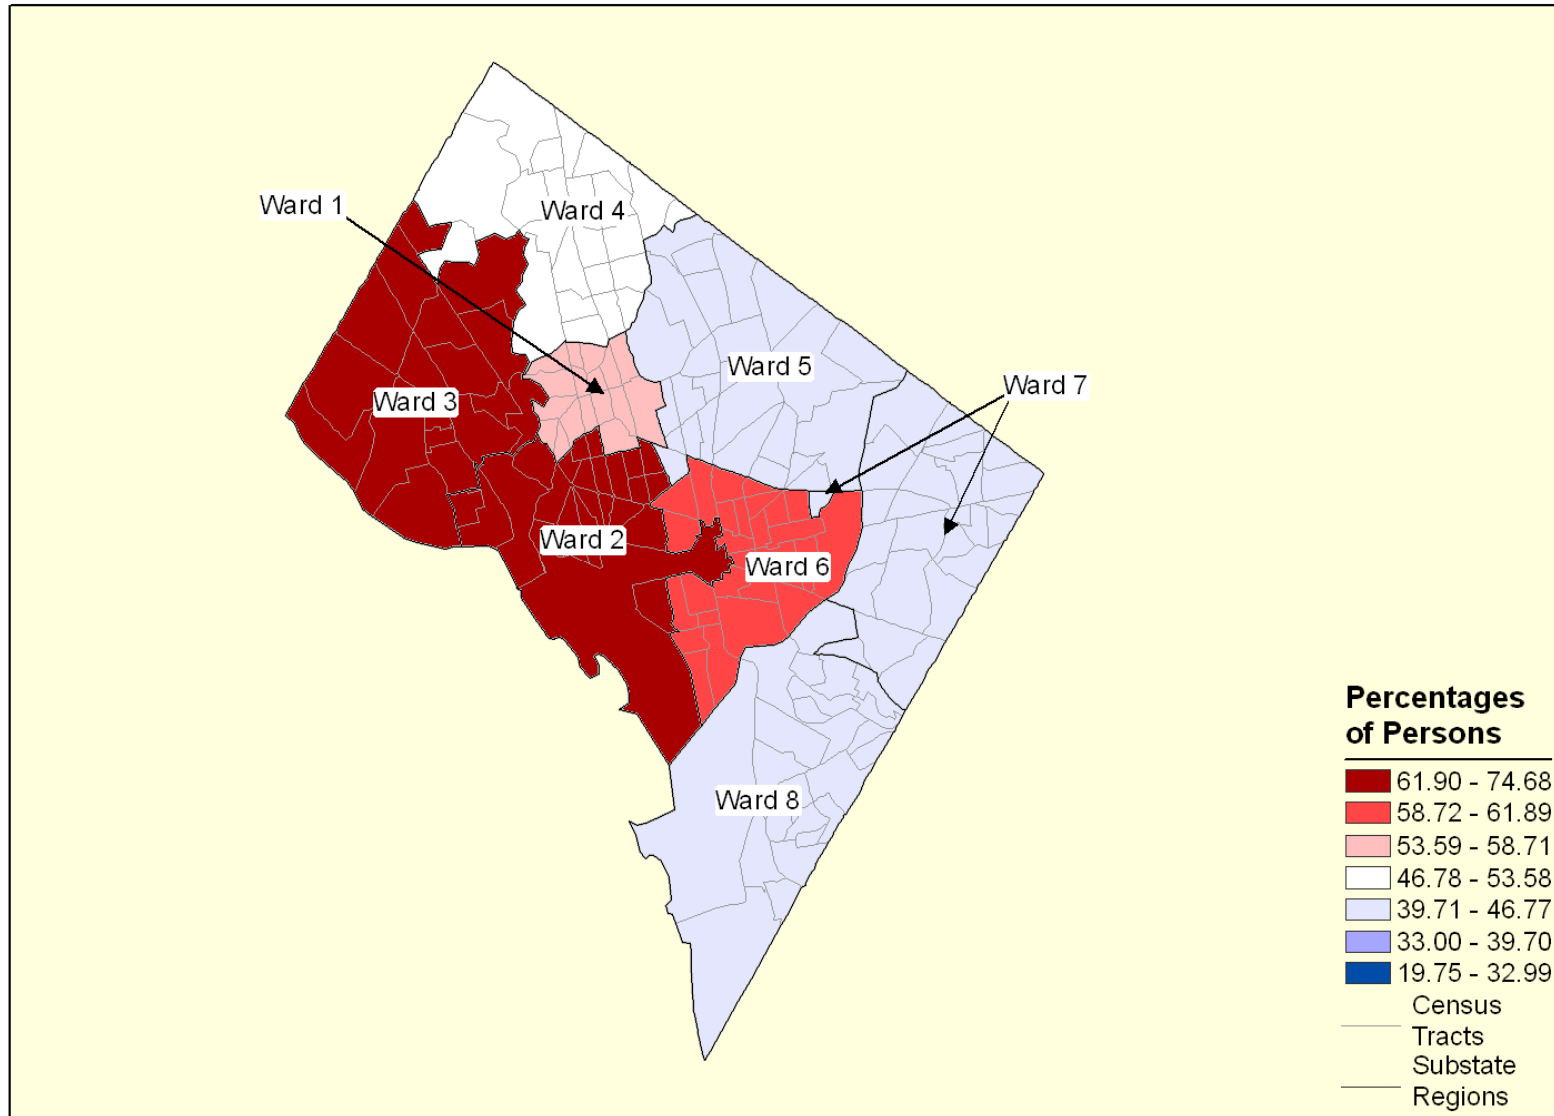 Ward 4
Ward 1
Ward 5
Ward 7
Ward 3
Ward 2
Ward 6
Ward 8
Percentages
of Persons
61.90 - 74.68
58.72 - 61.89
53.59 - 58.71
46.78 - 53.58
39.71 - 46.77
33.00 - 39.70
19.75 - 32.99
Census
Tracts
Substate
Regions